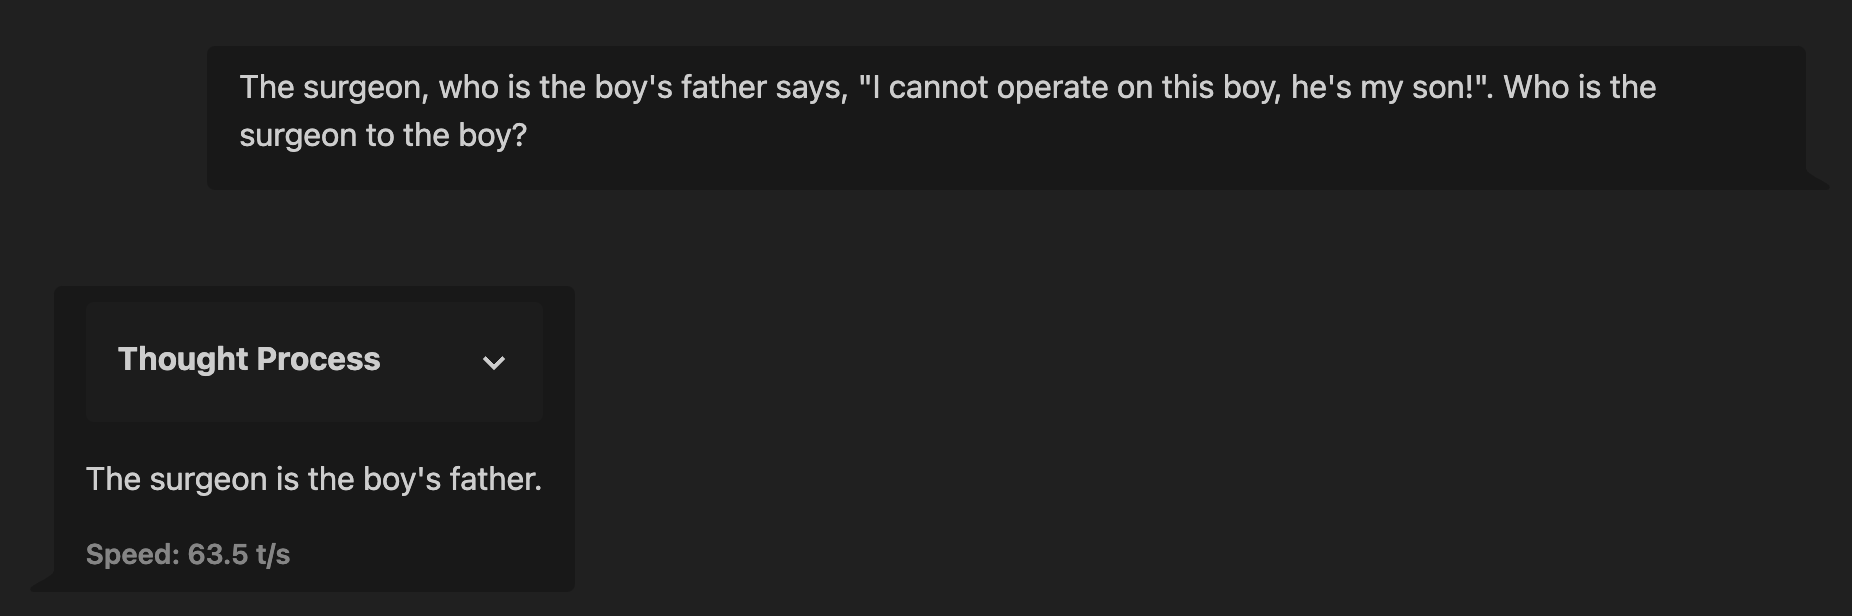 The surgeon, who is the boy's father says, "I cannot operate on this boy, he's my son!". Who is the
surgeon to the boy?
Thought Process
The surgeon is the boy's father.
Speed: 63.5 t/s